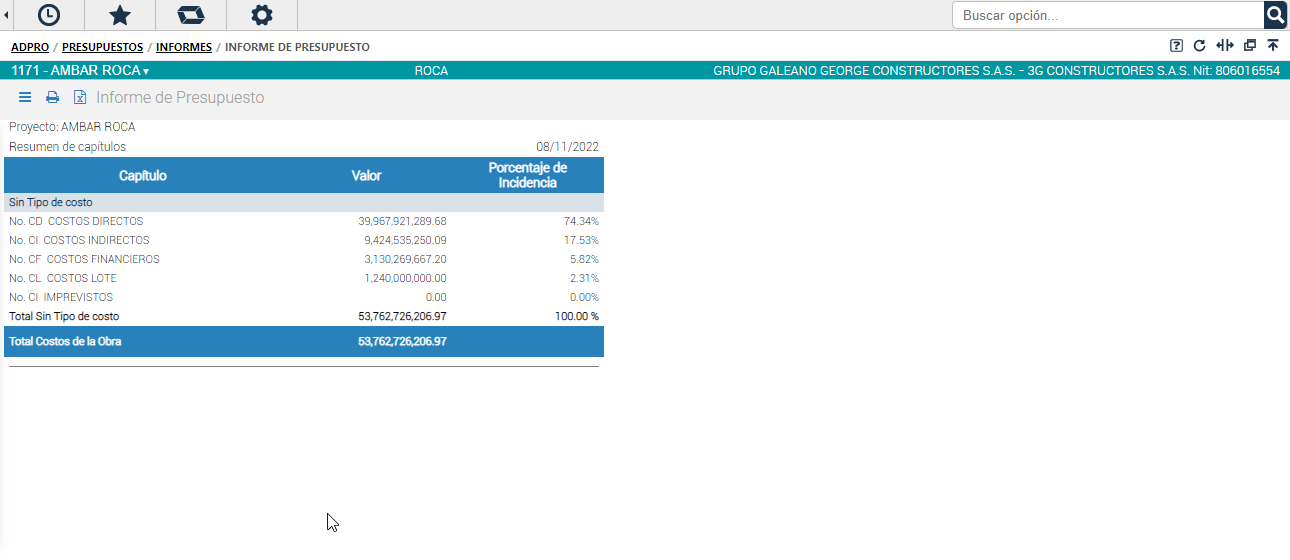 Buscar opción...
ADPRO / PRESUPUESTOS / INFORMES / INFORME DE PRESUPUESTO
1171 - AMBAR ROCA ▾ ROCA GRUPO GALEANO GEORGE CONSTRUCTORES S.A.S. - 3G CONSTRUCTORES S.A.S. Nit: 806016554
Informe de Presupuesto
Proyecto: AMBAR ROCA
Resumen de capítulos 08/11/2022
Capítulo Valor Porcentaje de
Incidencia
Sin Tipo de costo
No. CD COSTOS DIRECTOS 39,967,921,289.68 74.34%
No. CI COSTOS INDIRECTOS 9,424,535,250.09 17.53%
No. CF COSTOS FINANCIEROS 3,130,269,667.20 5.82%
No. CL COSTOS LOTE 1,240,000,000.00 2.31%
No. CI IMPREVISTOS 0.00 0.00%
Total Sin Tipo de costo 53,762,726,206.97 100.00 %
Total Costos de la Obra 53,762,726,206.97